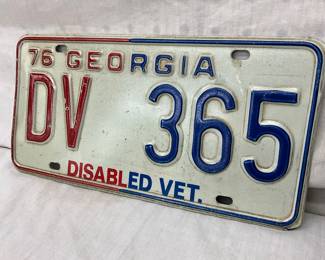 76 GEORGIA
DV 365
DISABLED VET.